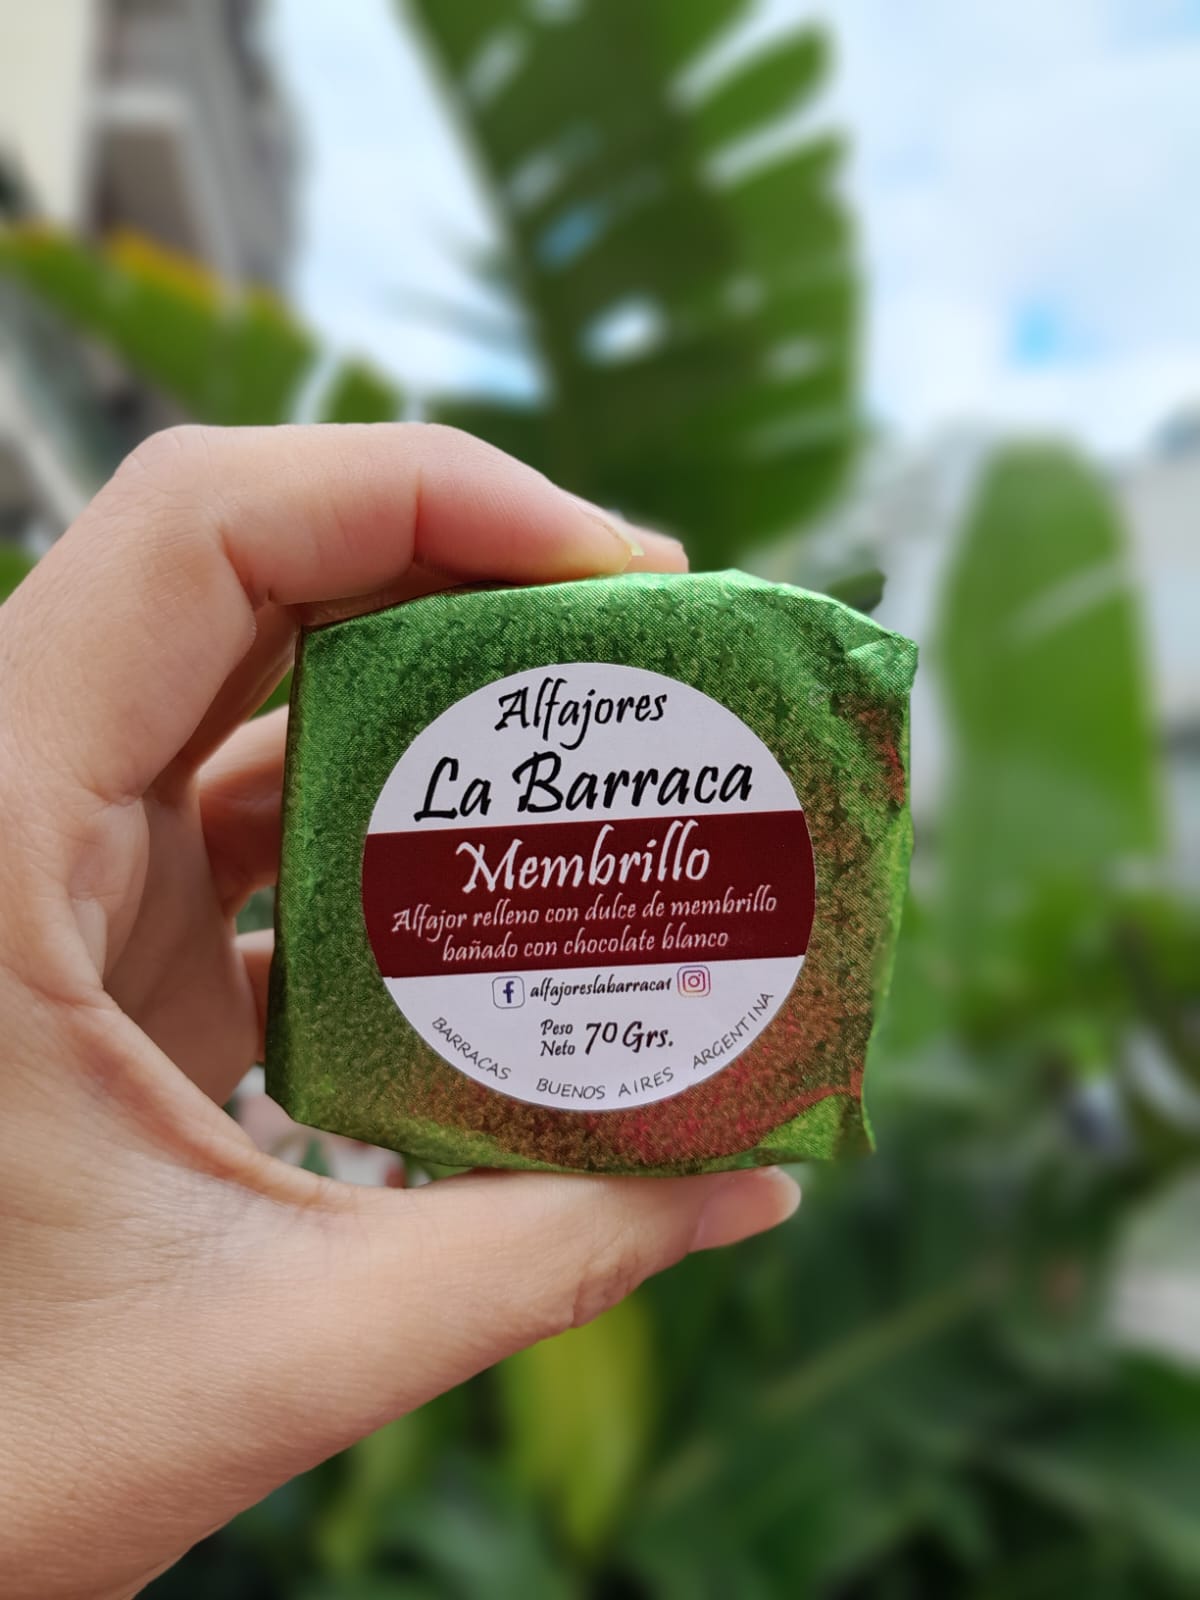 Alfajores
La Barraca
Membrillo
Alfajor relleno con dulce de membrillo
bañado con chocolate blanco
f alfajoreslabarraca1
Peso
Neto 70 Grs.
BARRACAS BUENOS AIRES ARGENTINA